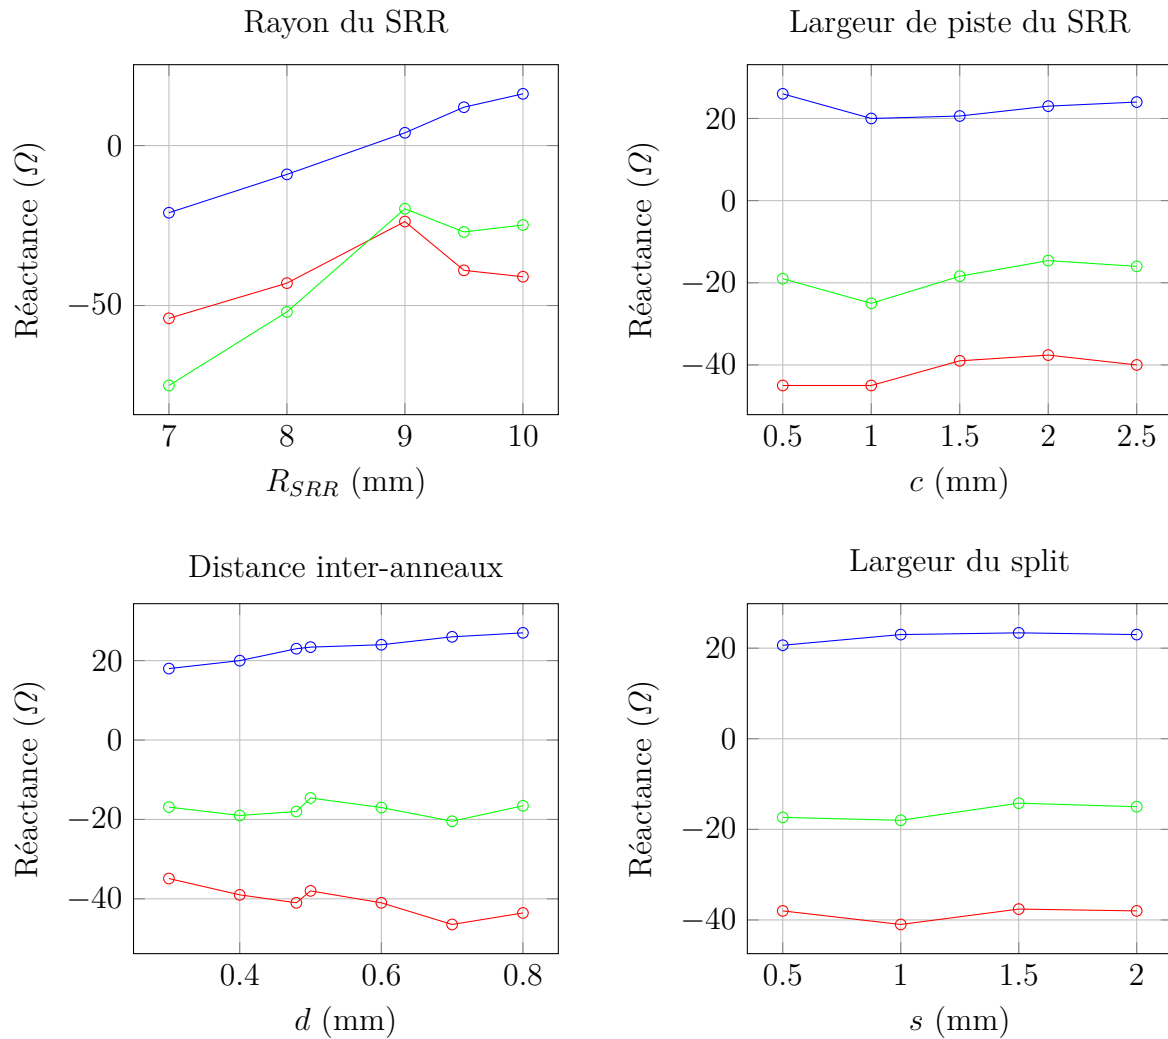 Rayon du SRR
Réactance (Ω)
0
−50
7 8 9 10
R_{SRR} (mm)
Largeur de piste du SRR
Réactance (Ω)
20
0
−20
−40
0.5 1 1.5 2 2.5
c (mm)
Distance inter-anneaux
Réactance (Ω)
20
0
−20
−40
0.4 0.6 0.8
d (mm)
Largeur du split
Réactance (Ω)
20
0
−20
−40
0.5 1 1.5 2
s (mm)